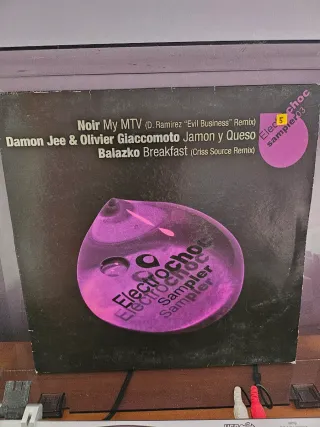 Noir My MTV (D. Ramirez "Evil Business" Remix)
Damon Jee & Olivier Giaccomoto Jamon y Queso
Balazko Breakfast (Criss Source Remix)
Electrochoc
sampler
5
Electrochoc
Electrochoc
Sampler
Sampler